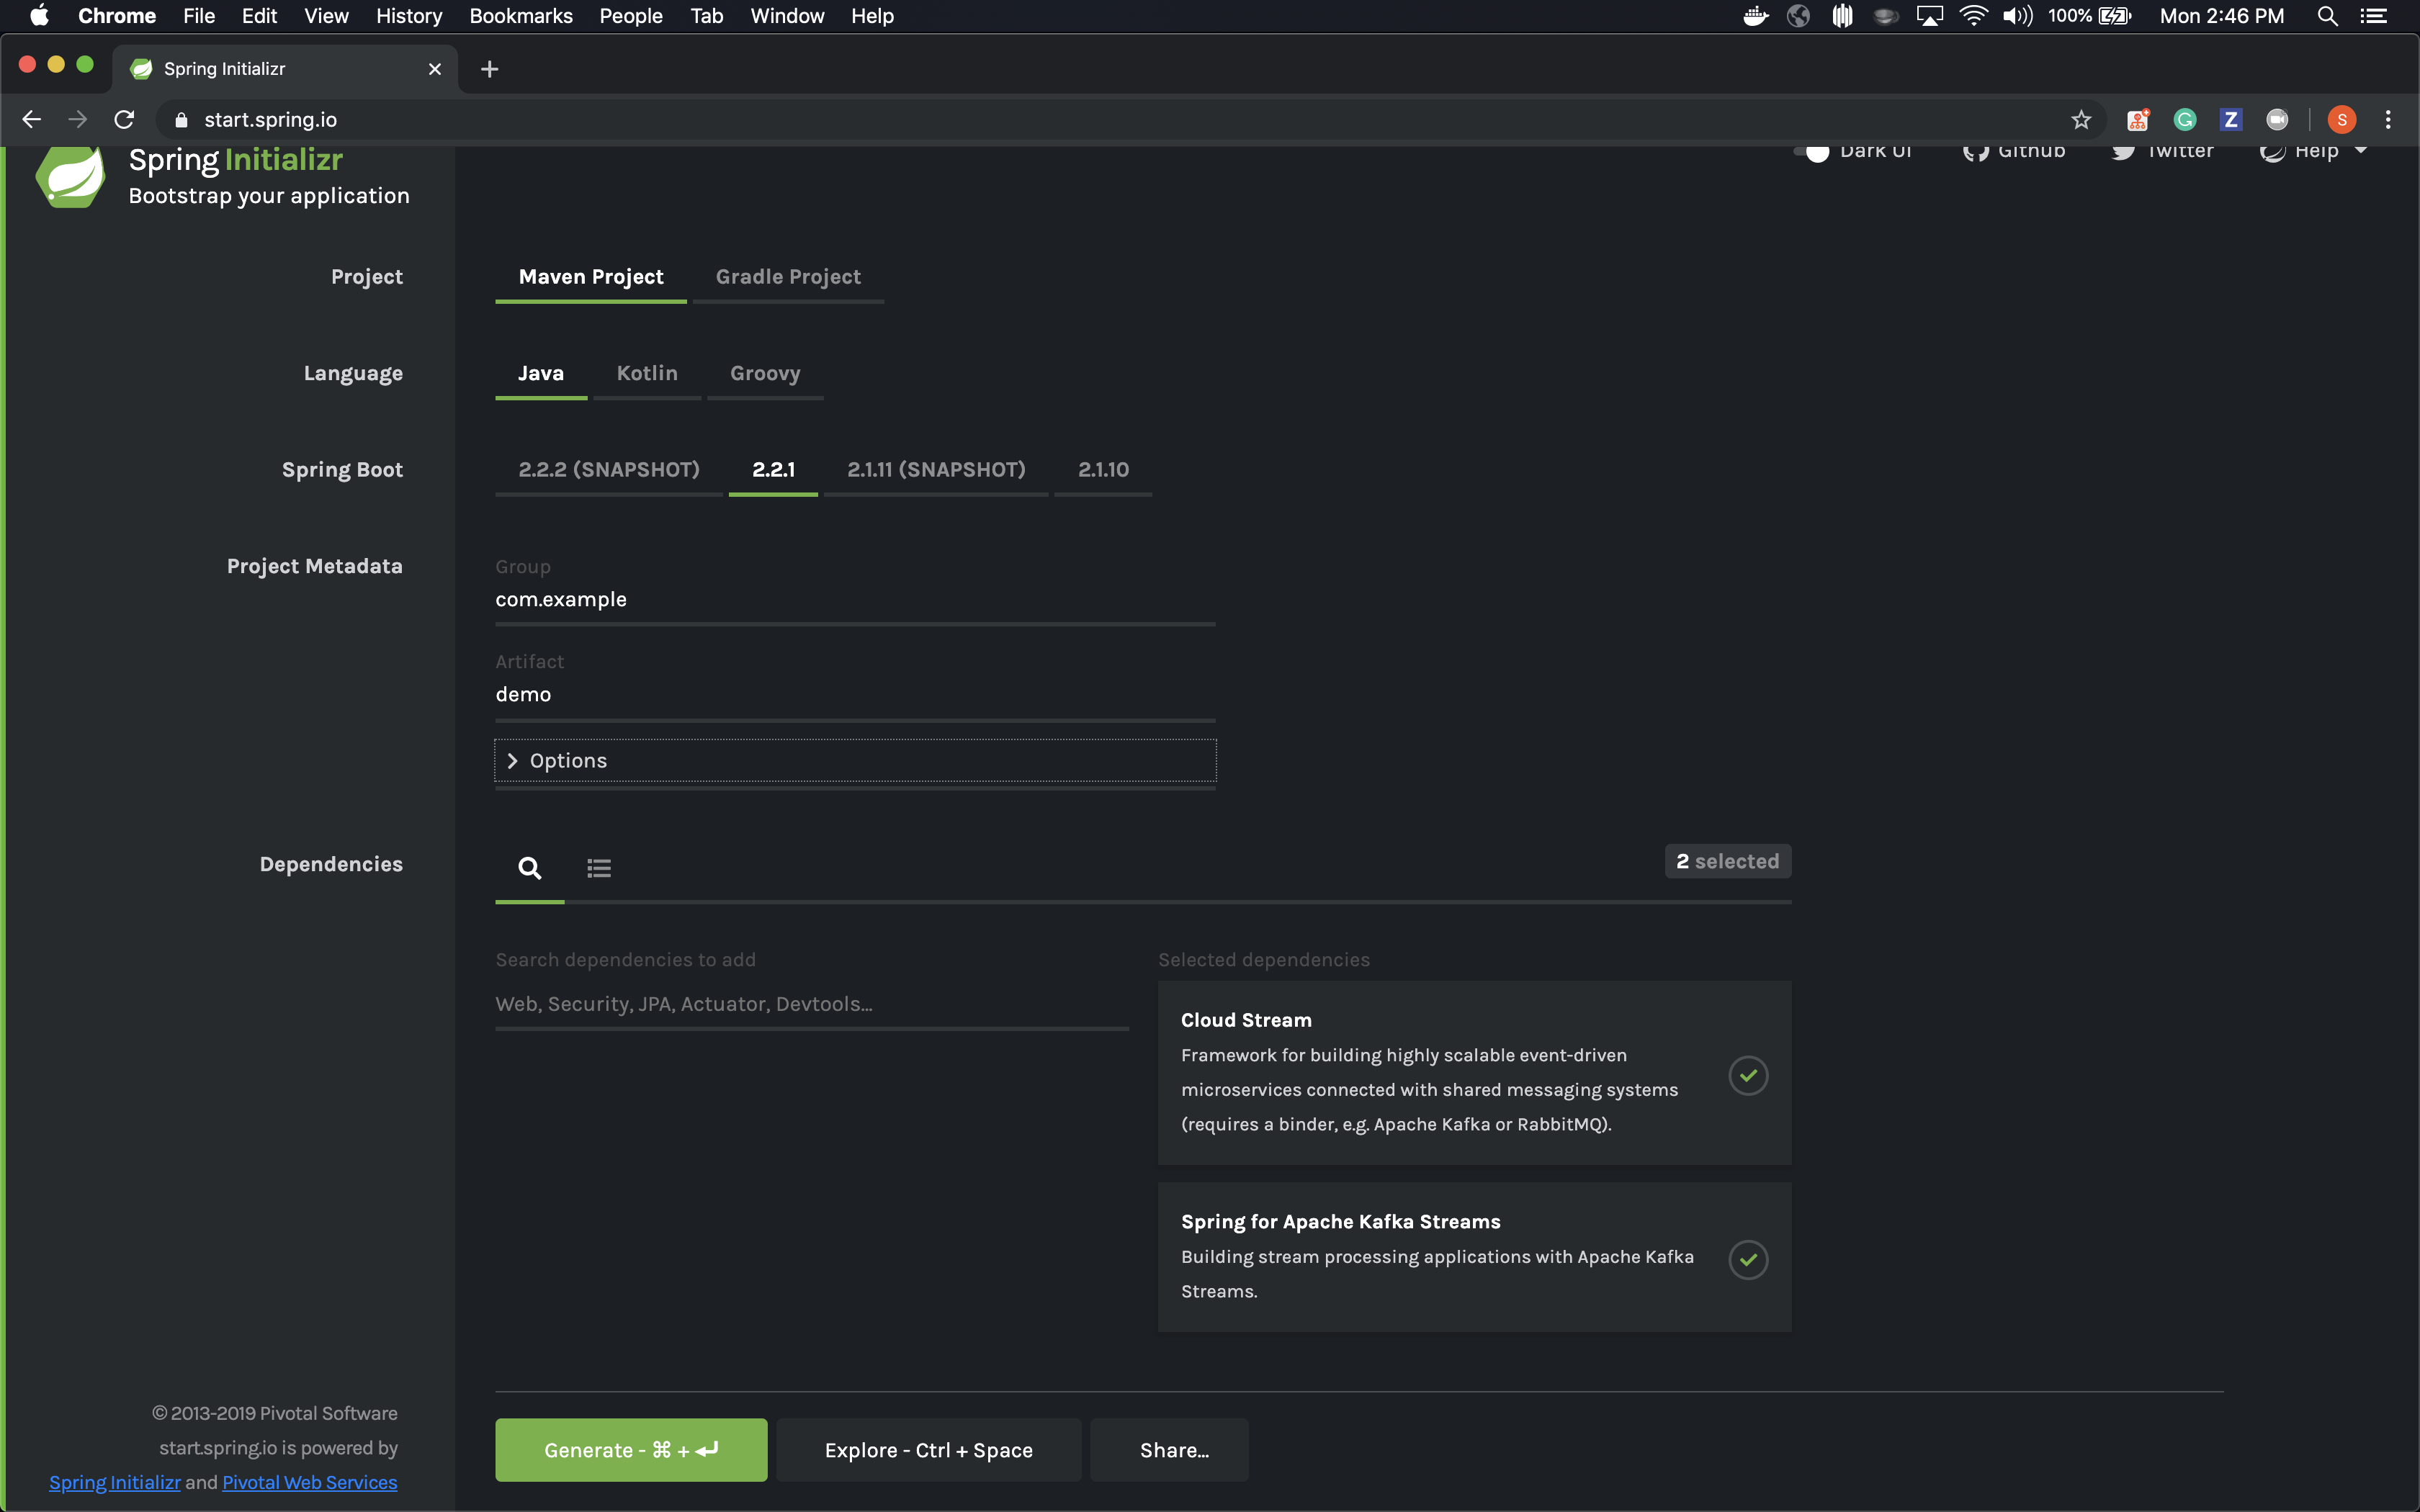 Chrome File Edit View History Bookmarks People Tab Window Help 100% Mon 2:46 PM
Spring Initializr
start.spring.io
Z S
Spring Initializr
Bootstrap your application
Dark UI Github Twitter Help
Project
Maven Project Gradle Project
Language
Java Kotlin Groovy
Spring Boot
2.2.2 (SNAPSHOT) 2.2.1 2.1.11 (SNAPSHOT) 2.1.10
Project Metadata
Group
com.example
Artifact
demo
Options
Dependencies
2 selected
Search dependencies to add
Web, Security, JPA, Actuator, Devtools...
Selected dependencies
Cloud Stream
Framework for building highly scalable event-driven
microservices connected with shared messaging systems
(requires a binder, e.g. Apache Kafka or RabbitMQ).
Spring for Apache Kafka Streams
Building stream processing applications with Apache Kafka
Streams.
© 2013-2019 Pivotal Software
start.spring.io is powered by
Spring Initializr and Pivotal Web Services
Generate - ⌘ + ⏎
Explore - Ctrl + Space
Share...